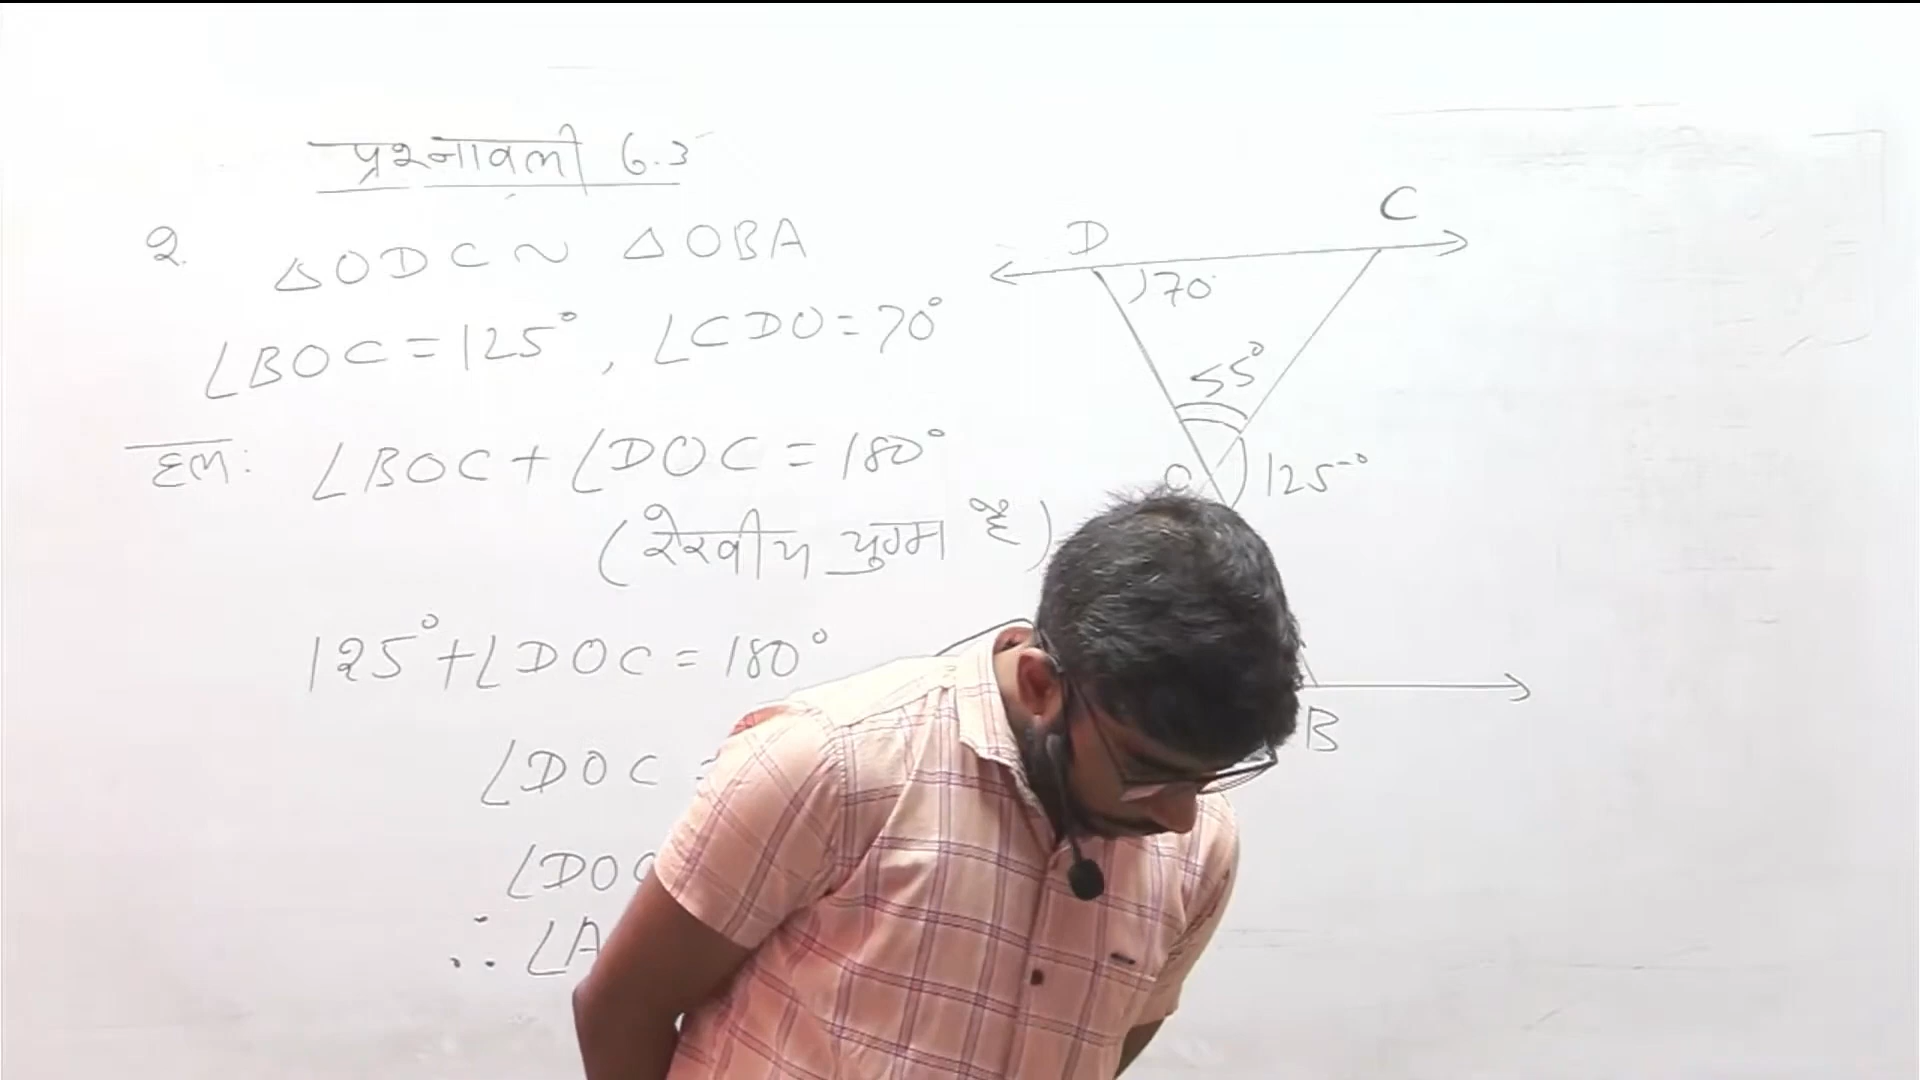 प्रश्नावली 6.3
2.
△ODC ~ △OBA
∠BOC = 125°, ∠CDO = 70°
हल: ∠BOC + ∠DOC = 180°
(रेखीय युग्म है)
125° + ∠DOC = 180°
∠DOC =
∠DOC
∴ ∠A
D
C
70°
55°
O
125°
B